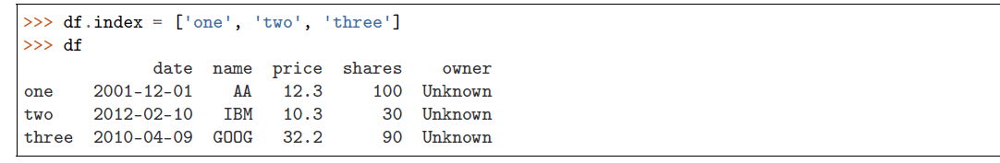 >>> df.index = ['one', 'two', 'three']
>>> df
             date  name  price  shares    owner
one    2001-12-01    AA   12.3     100  Unknown
two    2012-02-10   IBM   10.3      30  Unknown
three  2010-04-09  GOOG   32.2      90  Unknown